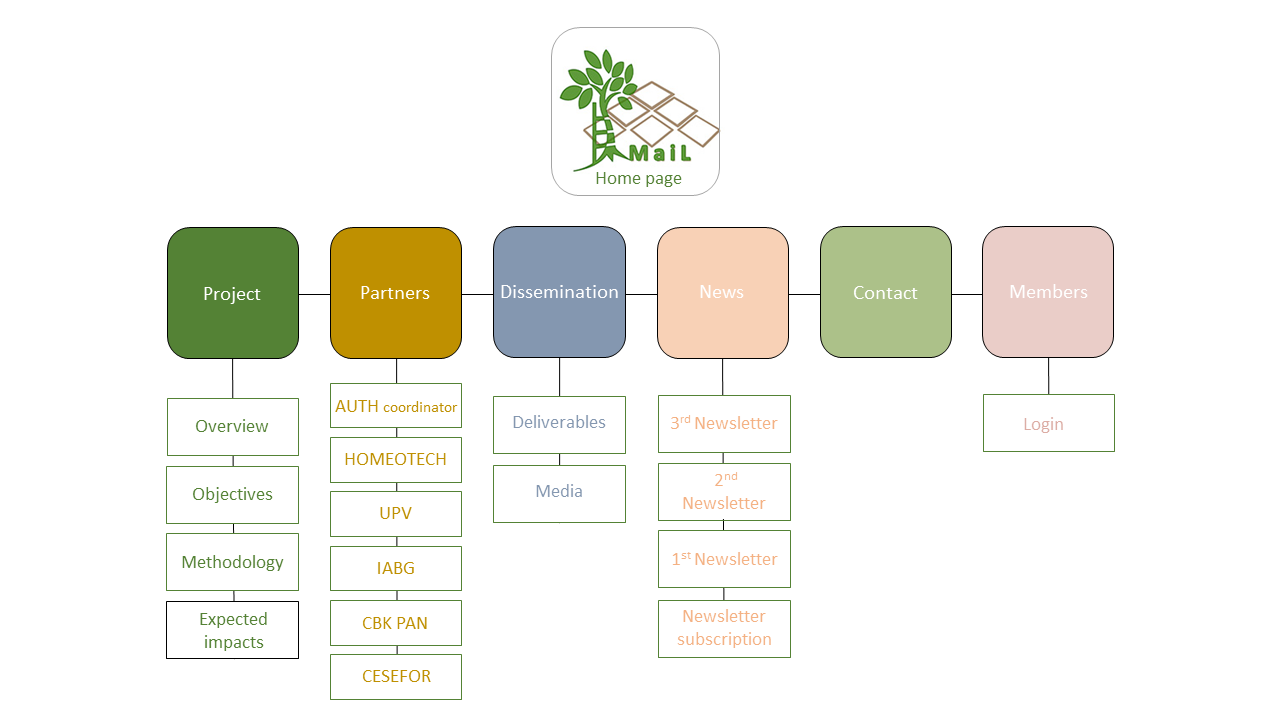 MaiL
Home page
Project
Partners
Dissemination
News
Contact
Members
Overview
Objectives
Methodology
Expected
impacts
AUTH coordinator
HOMEOTECH
UPV
IABG
CBK PAN
CESEFOR
Deliverables
Media
3rd Newsletter
2nd
Newsletter
1st Newsletter
Newsletter
subscription
Login